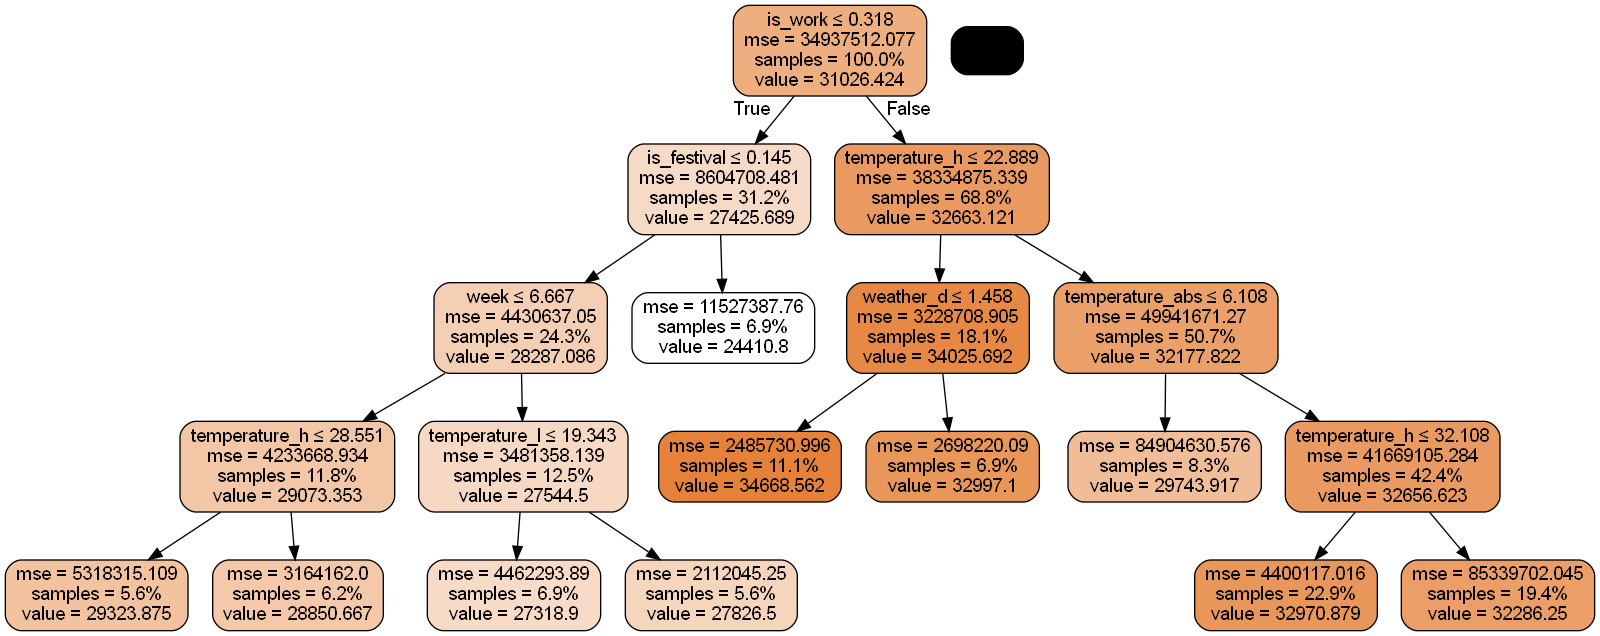 is_work ≤ 0.318
mse = 34937512.077
samples = 100.0%
value = 31026.424
True
False
is_festival ≤ 0.145
mse = 8604708.481
samples = 31.2%
value = 27425.689
temperature_h ≤ 22.889
mse = 38334875.339
samples = 68.8%
value = 32663.121
week ≤ 6.667
mse = 4430637.05
samples = 24.3%
value = 28287.086
mse = 11527387.76
samples = 6.9%
value = 24410.8
weather_d ≤ 1.458
mse = 3228708.905
samples = 18.1%
value = 34025.692
temperature_abs ≤ 6.108
mse = 49941671.27
samples = 50.7%
value = 32177.822
temperature_h ≤ 28.551
mse = 4233668.934
samples = 11.8%
value = 29073.353
temperature_l ≤ 19.343
mse = 3481358.139
samples = 12.5%
value = 27544.5
mse = 2485730.996
samples = 11.1%
value = 34668.562
mse = 2698220.09
samples = 6.9%
value = 32997.1
mse = 84904630.576
samples = 8.3%
value = 29743.917
temperature_h ≤ 32.108
mse = 41669105.284
samples = 42.4%
value = 32656.623
mse = 5318315.109
samples = 5.6%
value = 29323.875
mse = 3164162.0
samples = 6.2%
value = 28850.667
mse = 4462293.89
samples = 6.9%
value = 27318.9
mse = 2112045.25
samples = 5.6%
value = 27826.5
mse = 4400117.016
samples = 22.9%
value = 32970.879
mse = 85339702.045
samples = 19.4%
value = 32286.25